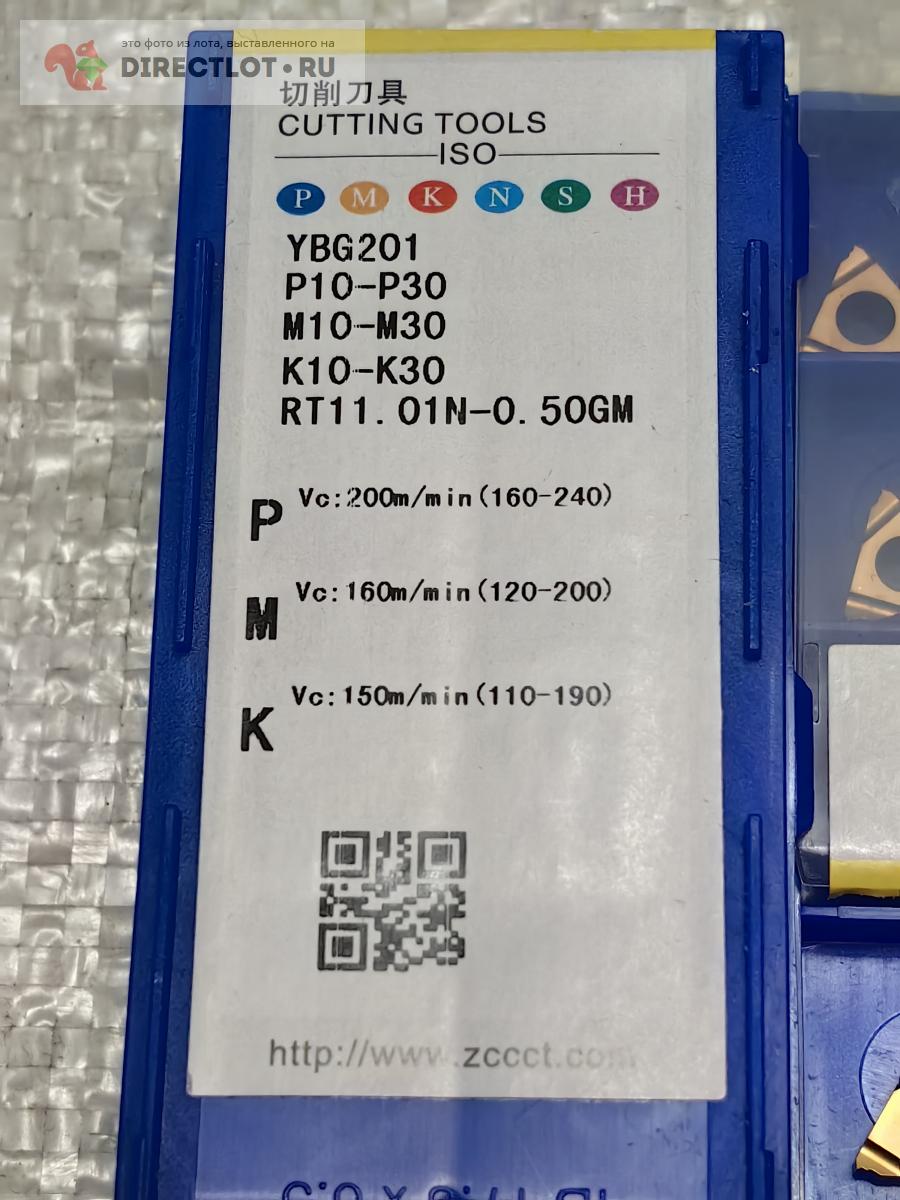 это фото из лота, выставленного на
DIRECTLOT•RU
切削刀具
CUTTING TOOLS
ISO
P M K N S H
YBG201
P10-P30
M10-M30
K10-K30
RT11.01N-0.50GM
P Vc:200m/min(160-240)
M Vc:160m/min(120-200)
K Vc:150m/min(110-190)
http://www.zccct.com